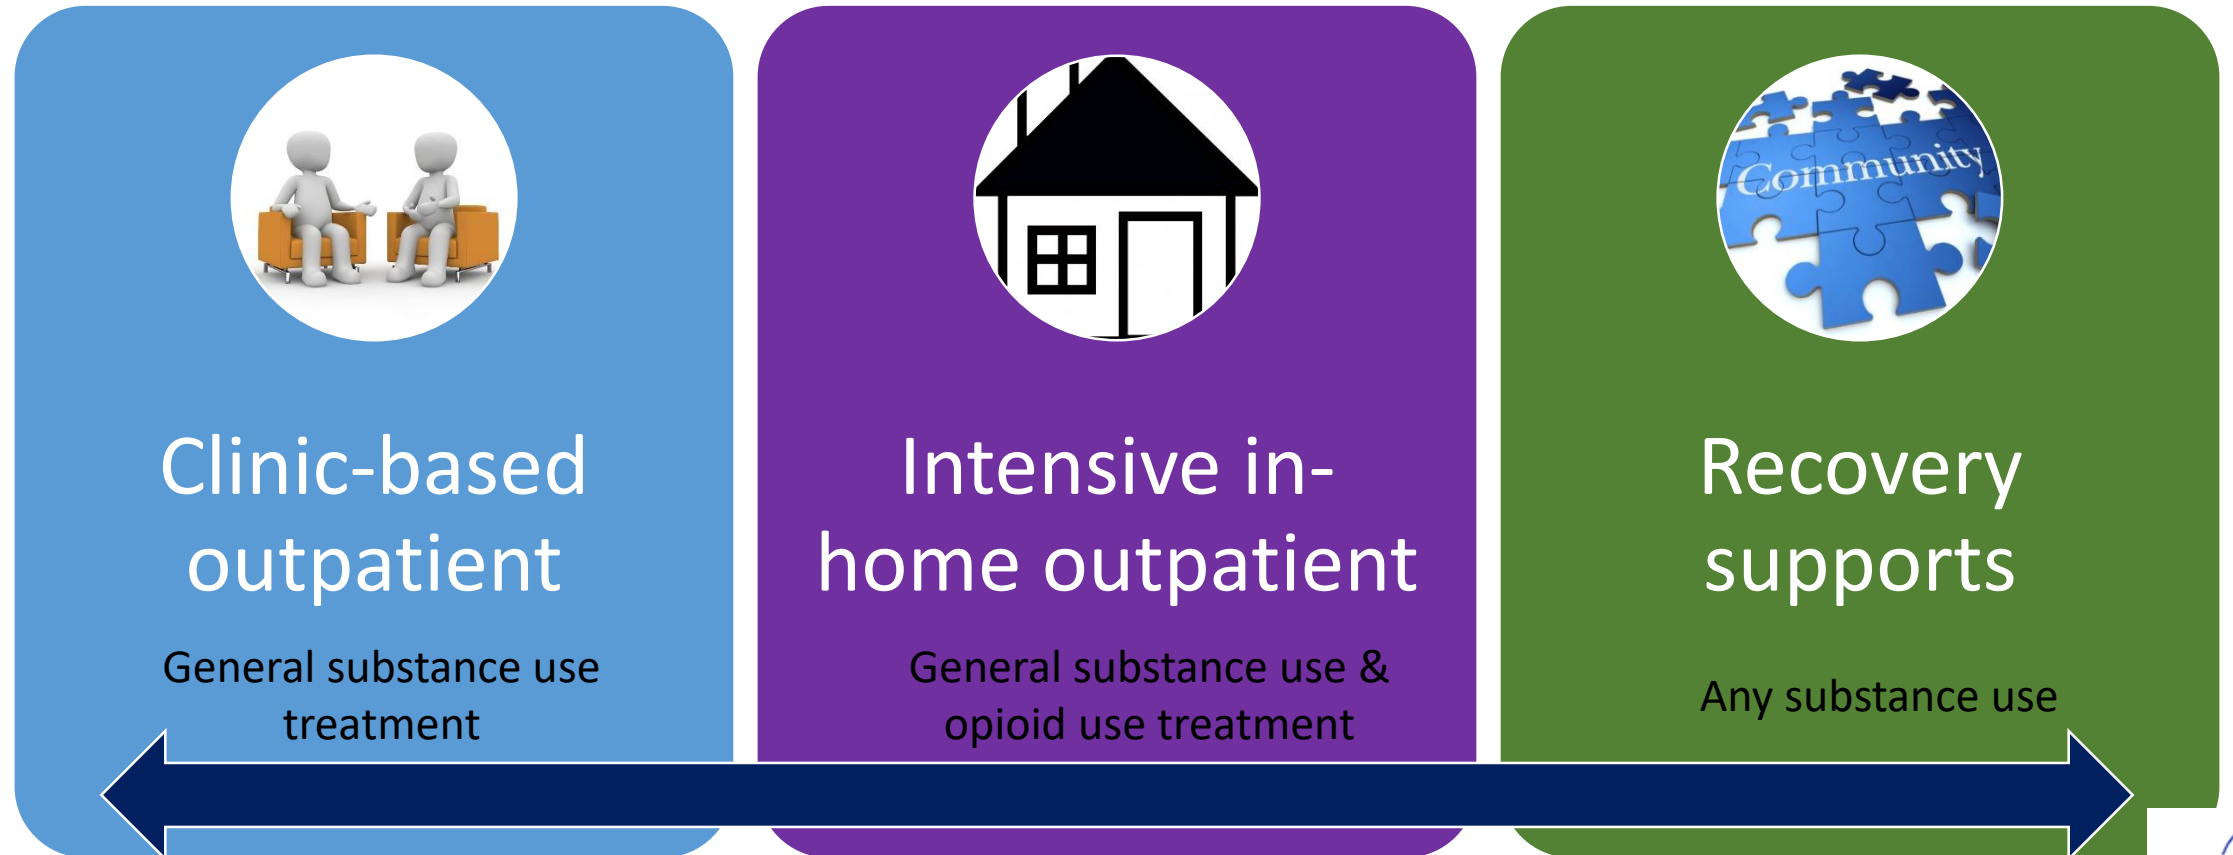 Community
Clinic-based
outpatient
General substance use
treatment
Intensive in-
home outpatient
General substance use &
opioid use treatment
Recovery
supports
Any substance use